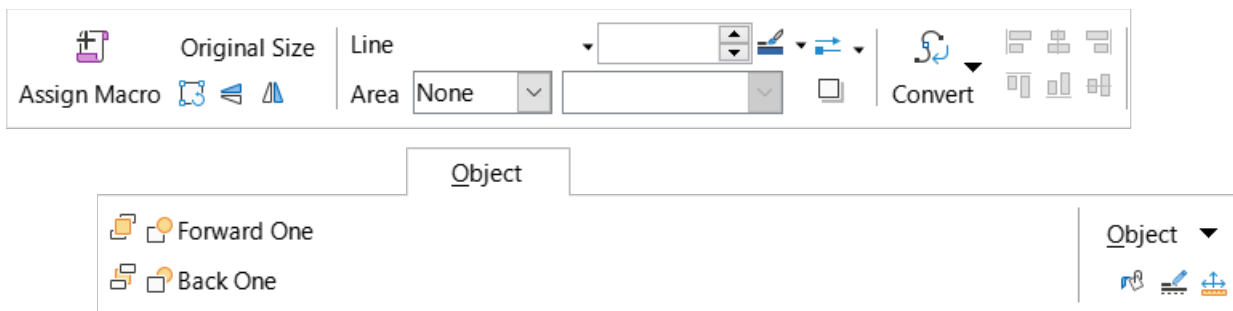 Original Size
Line
Assign Macro
Area None
Convert
Object
Forward One
Object
Back One